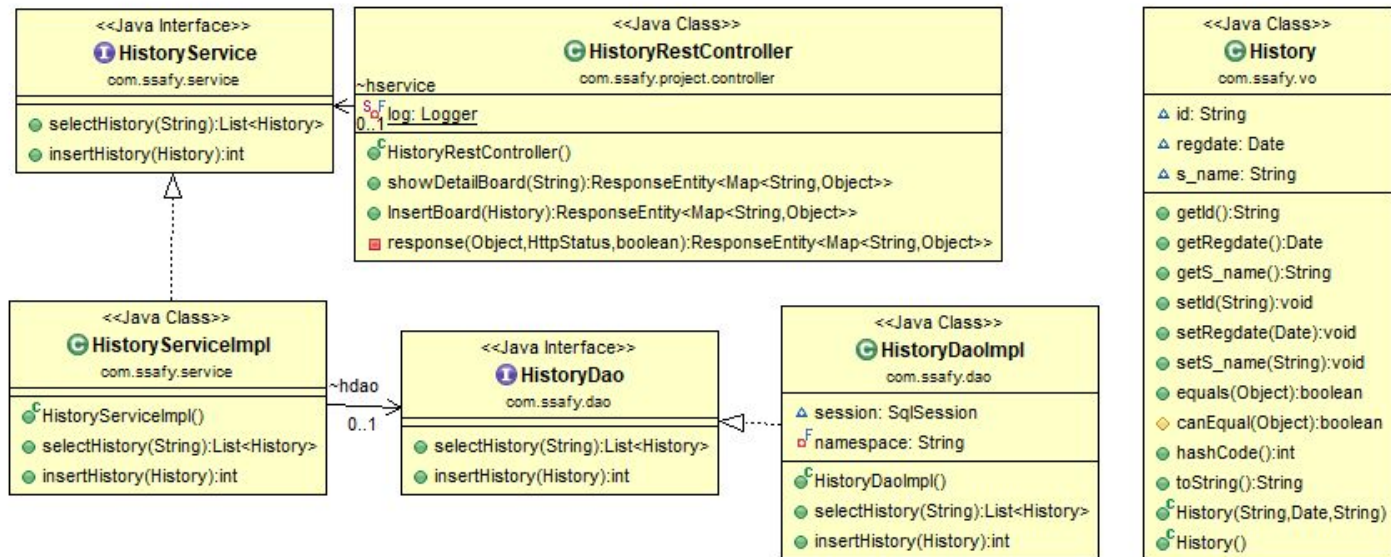 <<Java Interface>>
HistoryService
com.ssafy.service
selectHistory(String):List<History>
insertHistory(History):int
~hservice
0..1
<<Java Class>>
HistoryRestController
com.ssafy.project.controller
log: Logger
HistoryRestController()
showDetailBoard(String):ResponseEntity<Map<String,Object>>
InsertBoard(History):ResponseEntity<Map<String,Object>>
response(Object,HttpStatus,boolean):ResponseEntity<Map<String,Object>>
<<Java Class>>
HistoryServiceImpl
com.ssafy.service
HistoryServiceImpl()
selectHistory(String):List<History>
insertHistory(History):int
~hdao
0..1
<<Java Interface>>
HistoryDao
com.ssafy.dao
selectHistory(String):List<History>
insertHistory(History):int
<<Java Class>>
HistoryDaoImpl
com.ssafy.dao
session: SqlSession
namespace: String
HistoryDaoImpl()
selectHistory(String):List<History>
insertHistory(History):int
<<Java Class>>
History
com.ssafy.vo
id: String
regdate: Date
s_name: String
getId():String
getRegdate():Date
getS_name():String
setId(String):void
setRegdate(Date):void
setS_name(String):void
equals(Object):boolean
canEqual(Object):boolean
hashCode():int
toString():String
History(String,Date,String)
History()